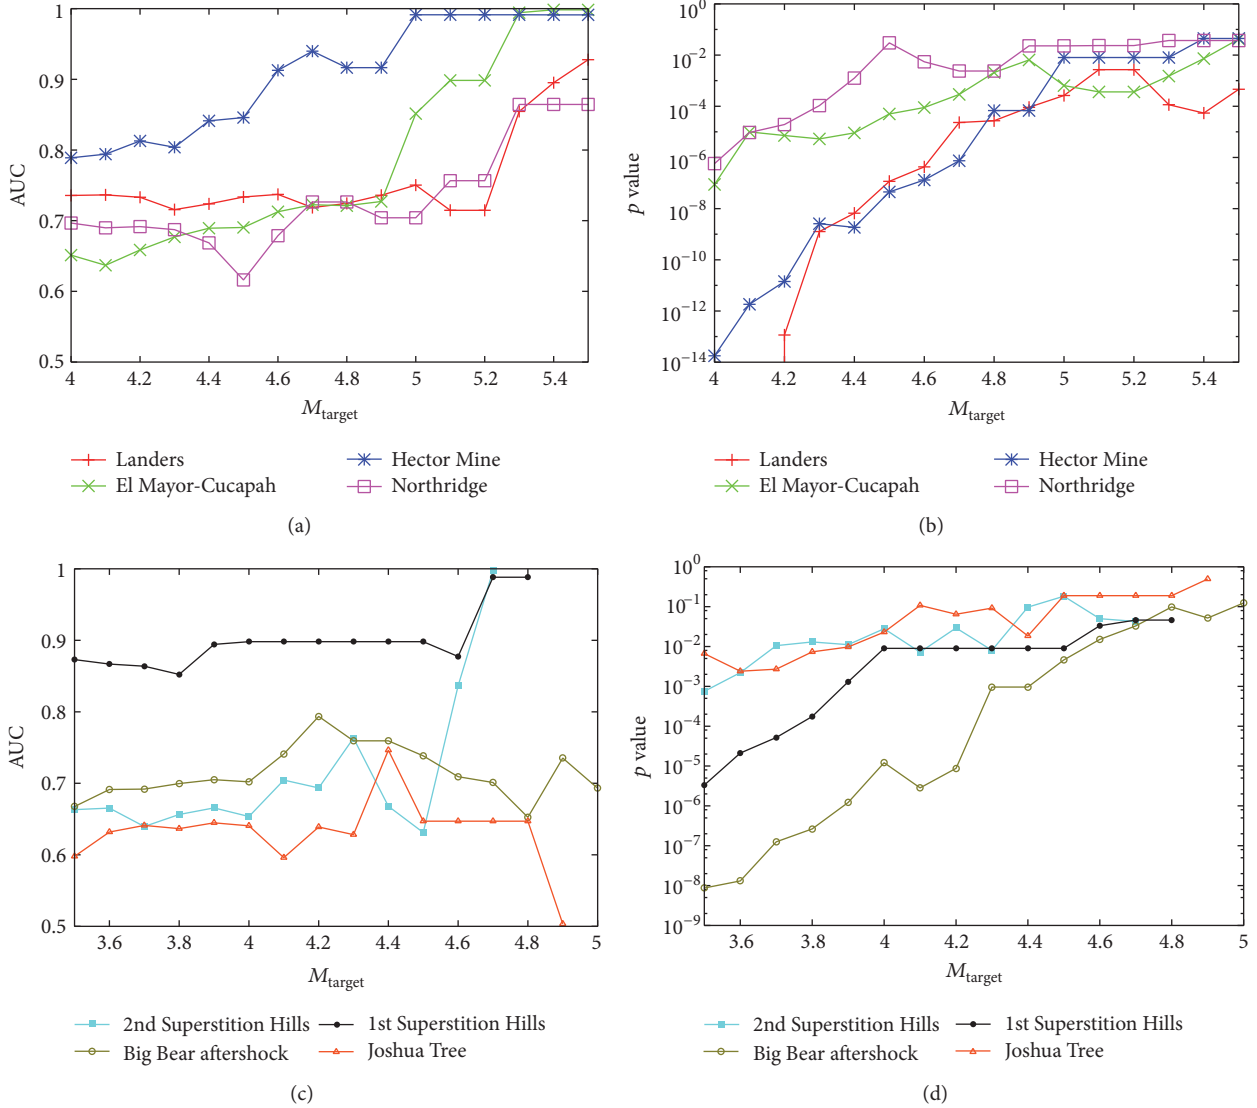 1
0.9
0.8
0.7
0.6
0.5
AUC
4 4.2 4.4 4.6 4.8 5 5.2 5.4
M_target
Landers Hector Mine
El Mayor-Cucapah Northridge
(a)
10^0
10^−2
10^−4
10^−6
10^−8
10^−10
10^−12
10^−14
p value
4 4.2 4.4 4.6 4.8 5 5.2 5.4
M_target
Landers Hector Mine
El Mayor-Cucapah Northridge
(b)
1
0.9
0.8
0.7
0.6
0.5
AUC
3.6 3.8 4 4.2 4.4 4.6 4.8 5
M_target
2nd Superstition Hills 1st Superstition Hills
Big Bear aftershock Joshua Tree
(c)
10^0
10^−1
10^−2
10^−3
10^−4
10^−5
10^−6
10^−7
10^−8
10^−9
p value
3.6 3.8 4 4.2 4.4 4.6 4.8 5
M_target
2nd Superstition Hills 1st Superstition Hills
Big Bear aftershock Joshua Tree
(d)